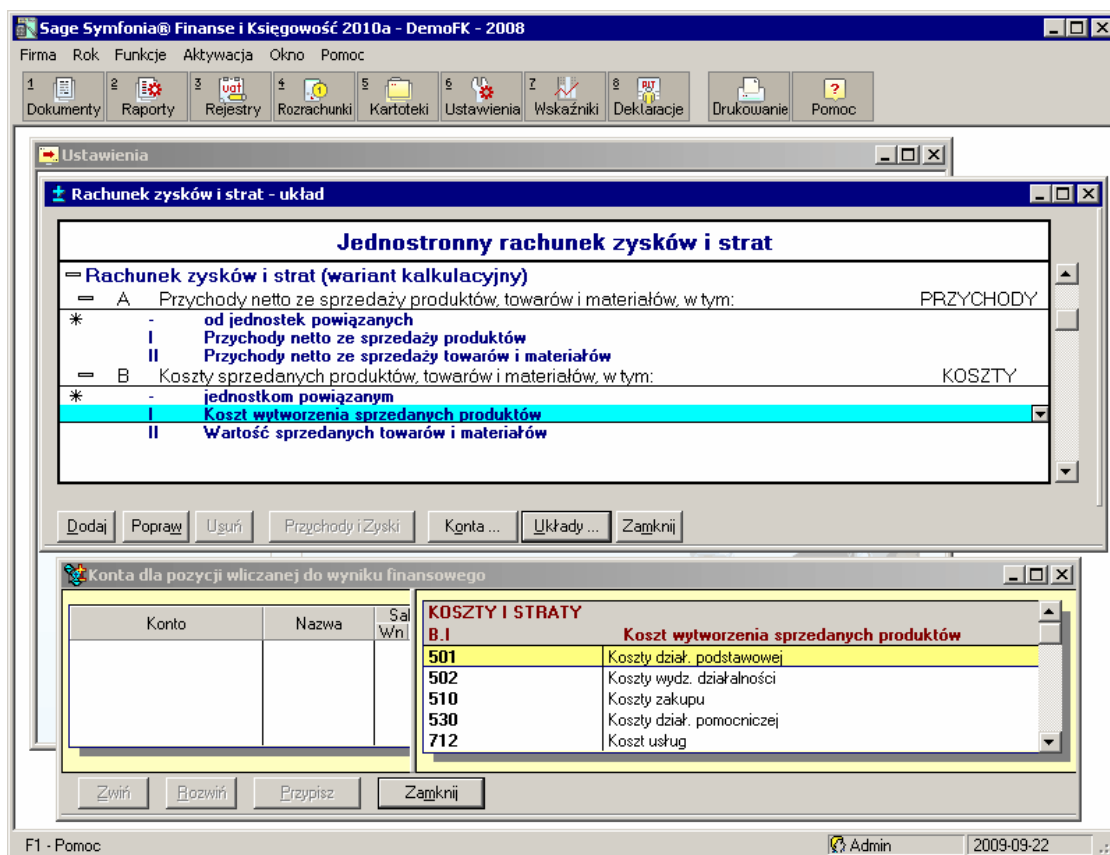 Sage Symfonia® Finanse i Księgowość 2010a - DemoFK - 2008
Firma Rok Funkcje Aktywacja Okno Pomoc
1 2 3 4 5 6 7 8
Dokumenty Raporty Rejestry Rozrachunki Kartoteki Ustawienia Wskaźniki Deklaracje Drukowanie Pomoc
Ustawienia
Rachunek zysków i strat - układ
Jednostronny rachunek zysków i strat
Rachunek zysków i strat (wariant kalkulacyjny)
A Przychody netto ze sprzedaży produktów, towarów i materiałów, w tym: PRZYCHODY
* - od jednostek powiązanych
I Przychody netto ze sprzedaży produktów
II Przychody netto ze sprzedaży towarów i materiałów
B Koszty sprzedanych produktów, towarów i materiałów, w tym: KOSZTY
* - jednostkom powiązanym
I Koszt wytworzenia sprzedanych produktów
II Wartość sprzedanych towarów i materiałów
Dodaj Popraw Usuń Przychody i Zyski Konta ... Układy ... Zamknij
Konta dla pozycji wliczanej do wyniku finansowego
Konto Nazwa Sal
Wn
KOSZTY I STRATY
B.I Koszt wytworzenia sprzedanych produktów
501 Koszty dział. podstawowej
502 Koszty wydz. działalności
510 Koszty zakupu
530 Koszty dział. pomocniczej
712 Koszt usług
Zwiń Rozwiń Przypisz Zamknij
F1 - Pomoc Admin 2009-09-22